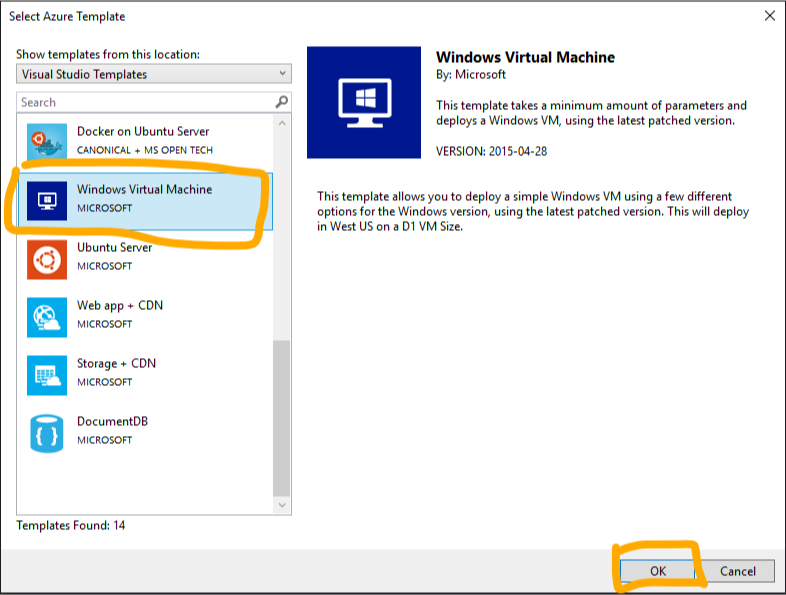 Select Azure Template
Show templates from this location:
Visual Studio Templates
Search
Docker on Ubuntu Server
CANONICAL + MS OPEN TECH
Windows Virtual Machine
MICROSOFT
Ubuntu Server
MICROSOFT
Web app + CDN
MICROSOFT
Storage + CDN
MICROSOFT
DocumentDB
MICROSOFT
Templates Found: 14
Windows Virtual Machine
By: Microsoft
This template takes a minimum amount of parameters and
deploys a Windows VM, using the latest patched version.
VERSION: 2015-04-28
This template allows you to deploy a simple Windows VM using a few different
options for the Windows version, using the latest patched version. This will deploy
in West US on a D1 VM Size.
OK
Cancel